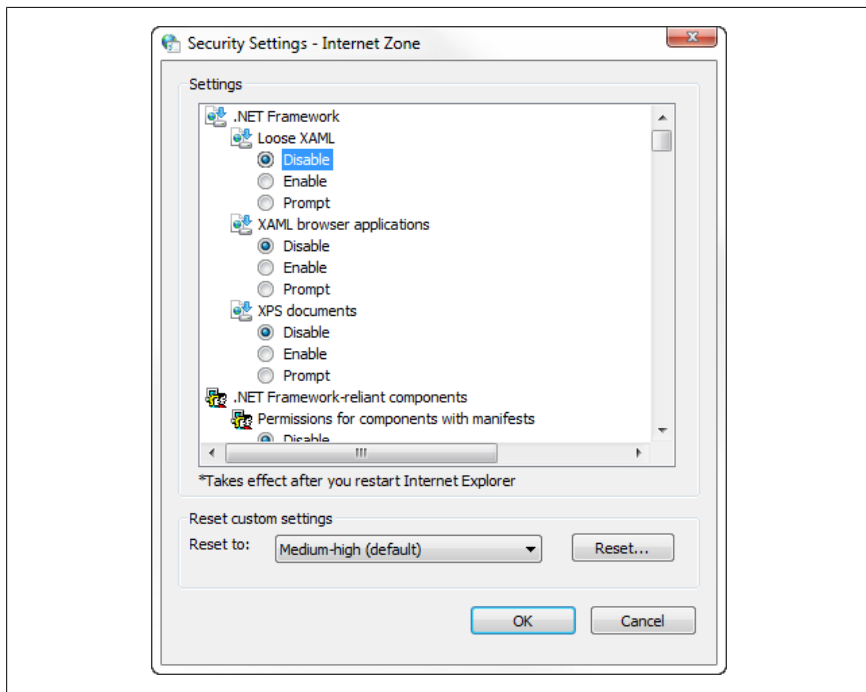 Security Settings - Internet Zone
Settings
.NET Framework
Loose XAML
Disable
Enable
Prompt
XAML browser applications
Disable
Enable
Prompt
XPS documents
Disable
Enable
Prompt
.NET Framework-reliant components
Permissions for components with manifests
Disable
*Takes effect after you restart Internet Explorer
Reset custom settings
Reset to: Medium-high (default) Reset...
OK Cancel